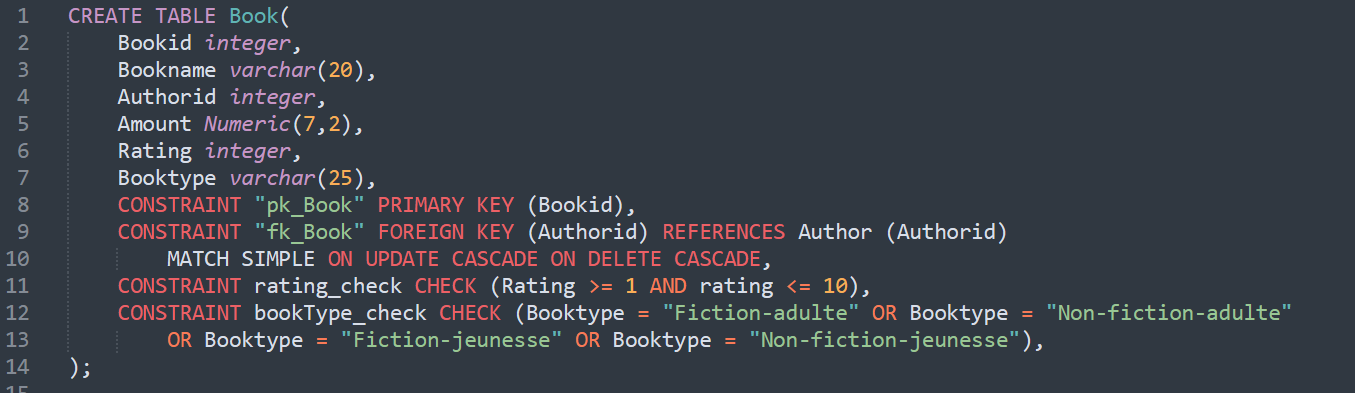 1 CREATE TABLE Book(
2 Bookid integer,
3 Bookname varchar(20),
4 Authorid integer,
5 Amount Numeric(7,2),
6 Rating integer,
7 Booktype varchar(25),
8 CONSTRAINT "pk_Book" PRIMARY KEY (Bookid),
9 CONSTRAINT "fk_Book" FOREIGN KEY (Authorid) REFERENCES Author (Authorid)
10 MATCH SIMPLE ON UPDATE CASCADE ON DELETE CASCADE,
11 CONSTRAINT rating_check CHECK (Rating >= 1 AND rating <= 10),
12 CONSTRAINT bookType_check CHECK (Booktype = "Fiction-adulte" OR Booktype = "Non-fiction-adulte"
13 OR Booktype = "Fiction-jeunesse" OR Booktype = "Non-fiction-jeunesse"),
14 );
15